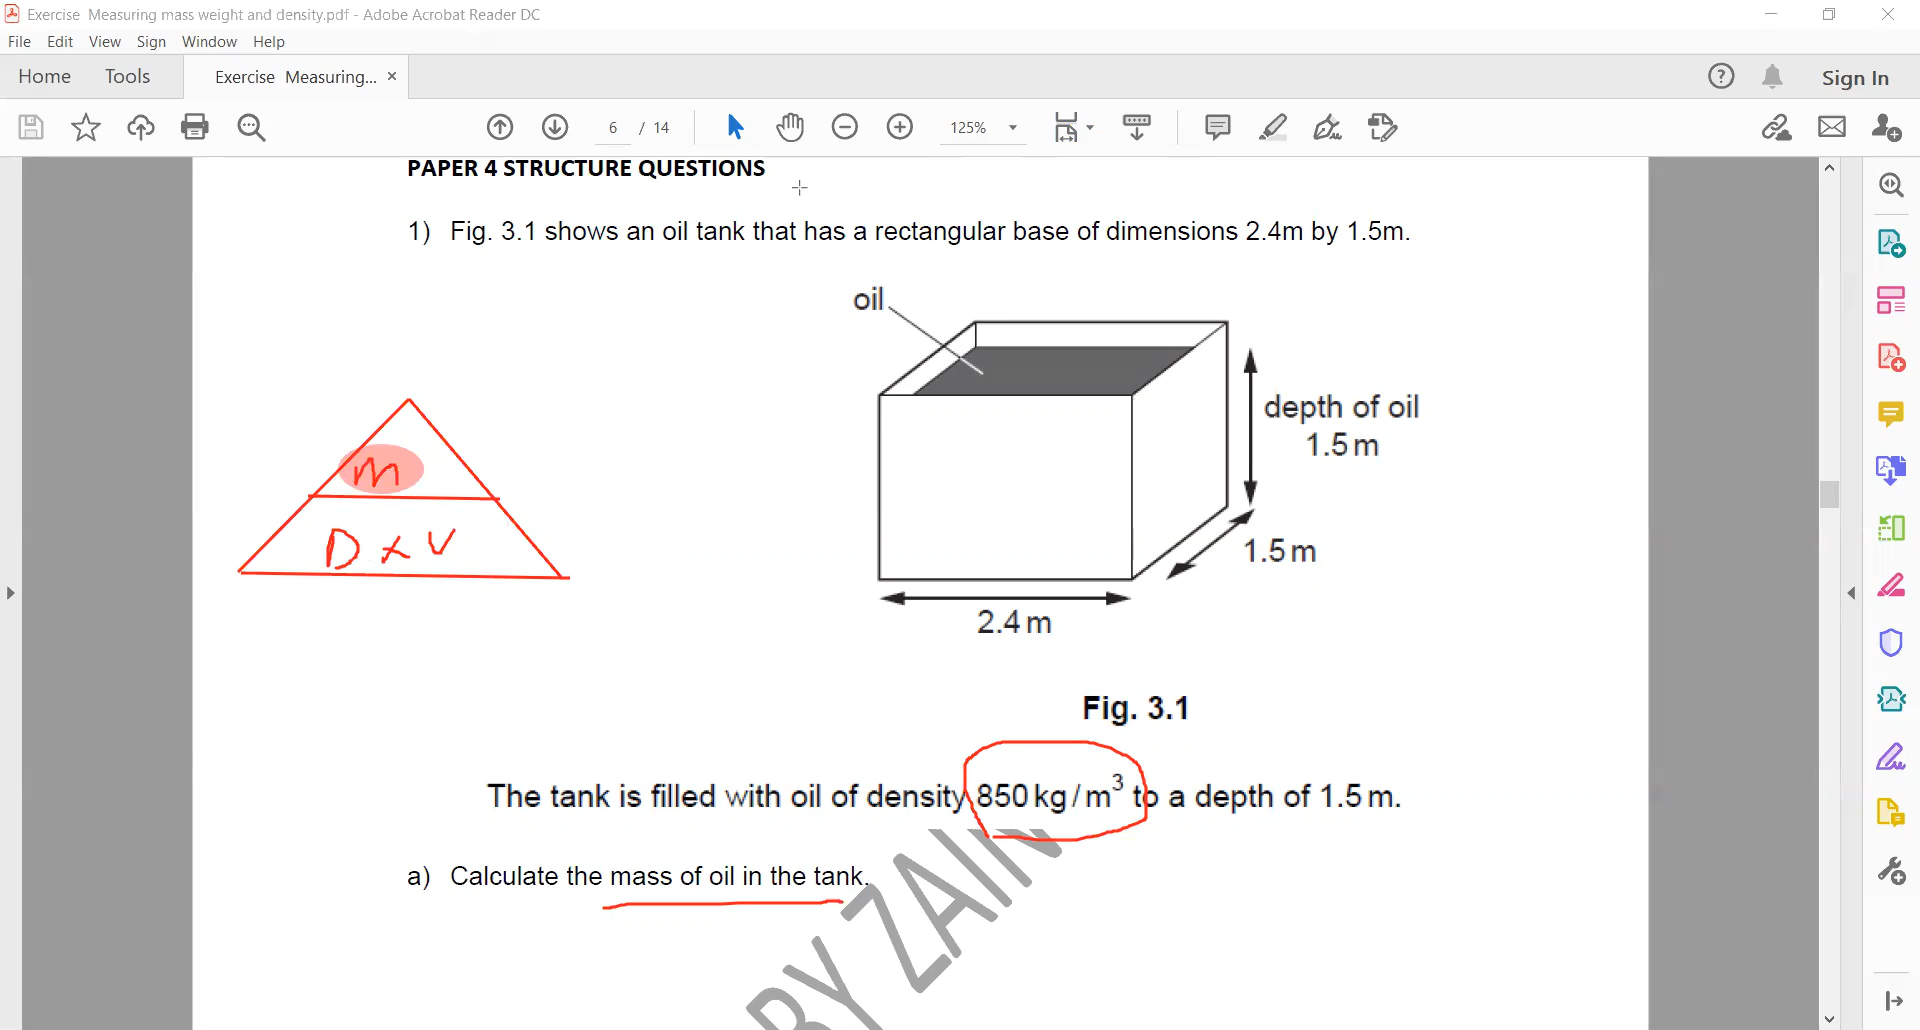 Exercise  Measuring mass weight and density.pdf - Adobe Acrobat Reader DC
File Edit View Sign Window Help
Home Tools Exercise  Measuring... × Sign In
6 / 14 125%
PAPER 4 STRUCTURE QUESTIONS
1) Fig. 3.1 shows an oil tank that has a rectangular base of dimensions 2.4m by 1.5m.
oil
depth of oil
1.5 m
m
D x V
1.5 m
2.4 m
Fig. 3.1
The tank is filled with oil of density 850 kg / m³ to a depth of 1.5 m.
a) Calculate the mass of oil in the tank.
BY ZAIN